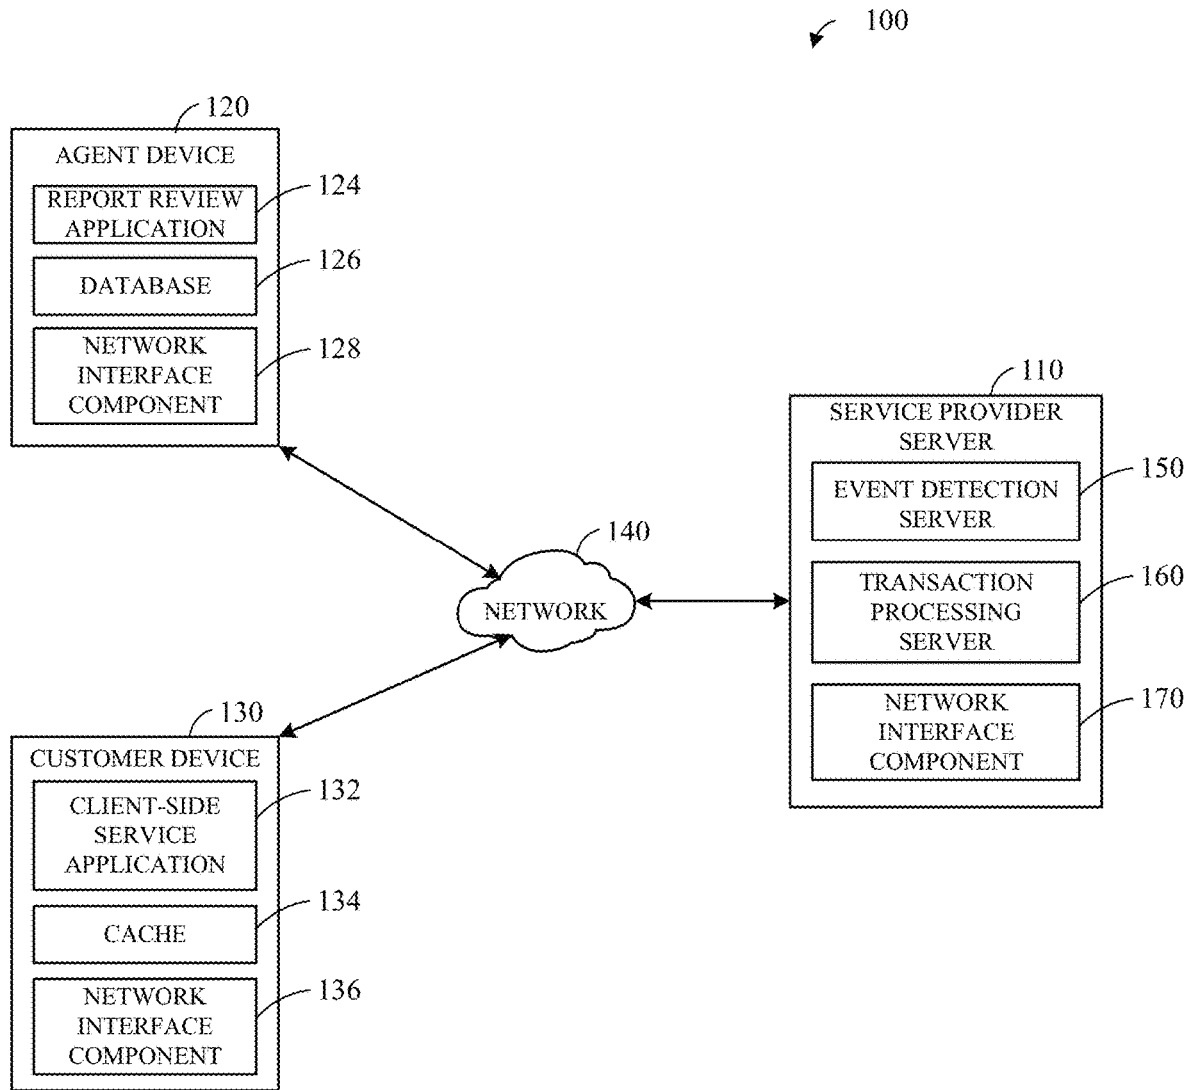 100
120
AGENT DEVICE
REPORT REVIEW
APPLICATION
124
DATABASE
126
NETWORK
INTERFACE
COMPONENT
128
110
SERVICE PROVIDER
SERVER
EVENT DETECTION
SERVER
150
TRANSACTION
PROCESSING
SERVER
160
NETWORK
INTERFACE
COMPONENT
170
140
NETWORK
130
CUSTOMER DEVICE
CLIENT-SIDE
SERVICE
APPLICATION
132
CACHE
134
NETWORK
INTERFACE
COMPONENT
136